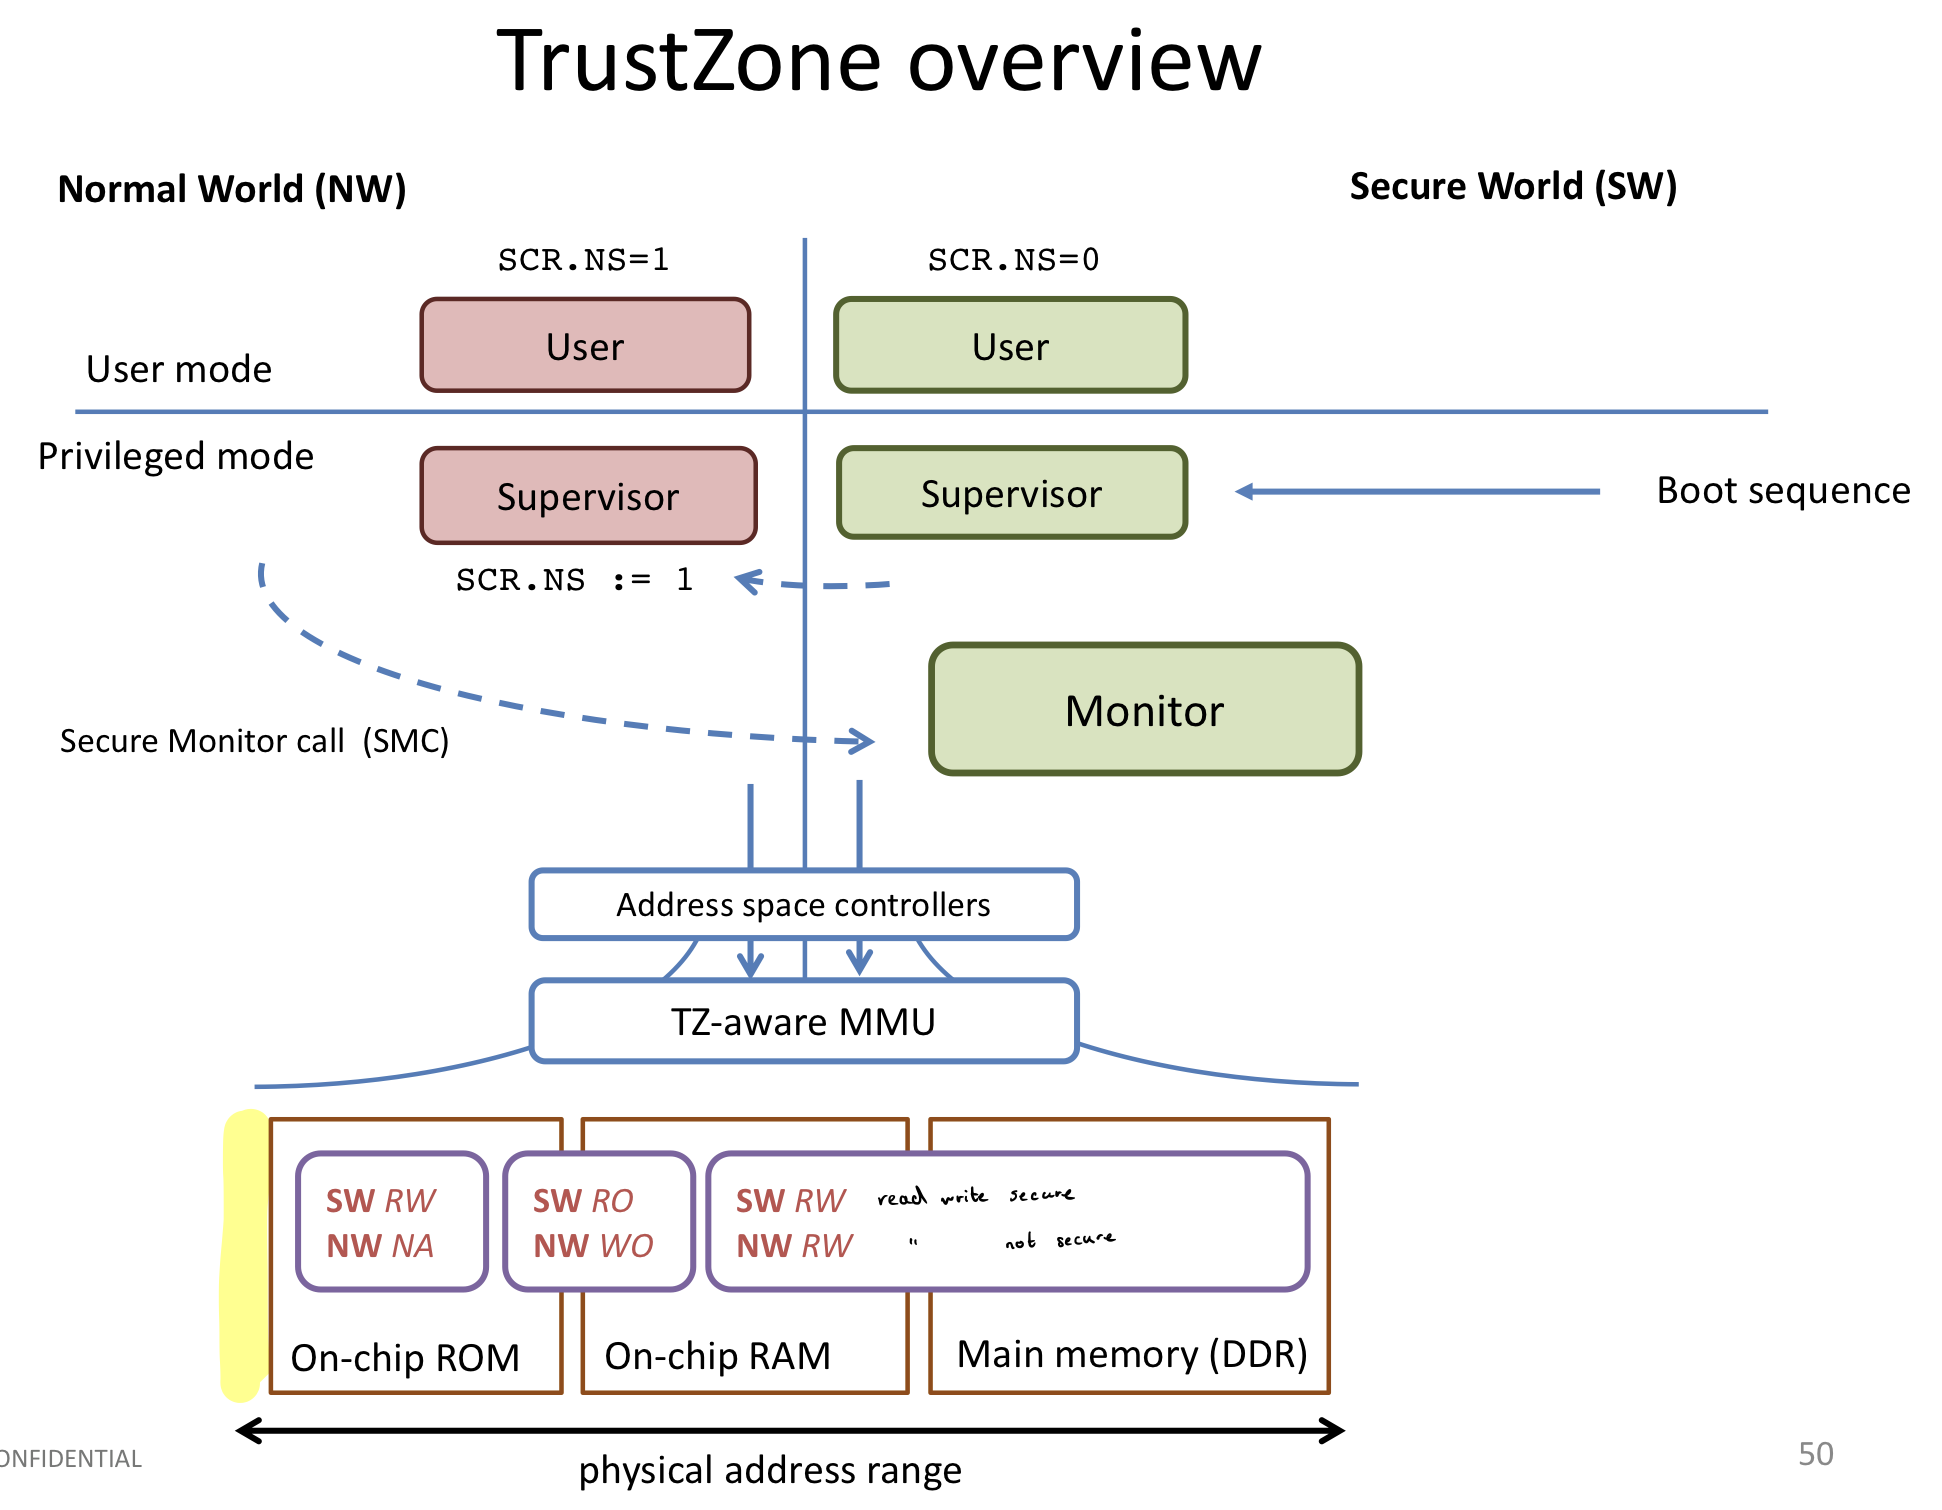 TrustZone overview
Normal World (NW)
Secure World (SW)
SCR.NS=1
SCR.NS=0
User
User
User mode
Privileged mode
Supervisor
Supervisor
Boot sequence
SCR.NS := 1
Monitor
Secure Monitor call (SMC)
Address space controllers
TZ-aware MMU
SW RW
NW NA
SW RO
NW WO
SW RW read write secure
NW RW " not secure
On-chip ROM
On-chip RAM
Main memory (DDR)
physical address range
ONFIDENTIAL
50